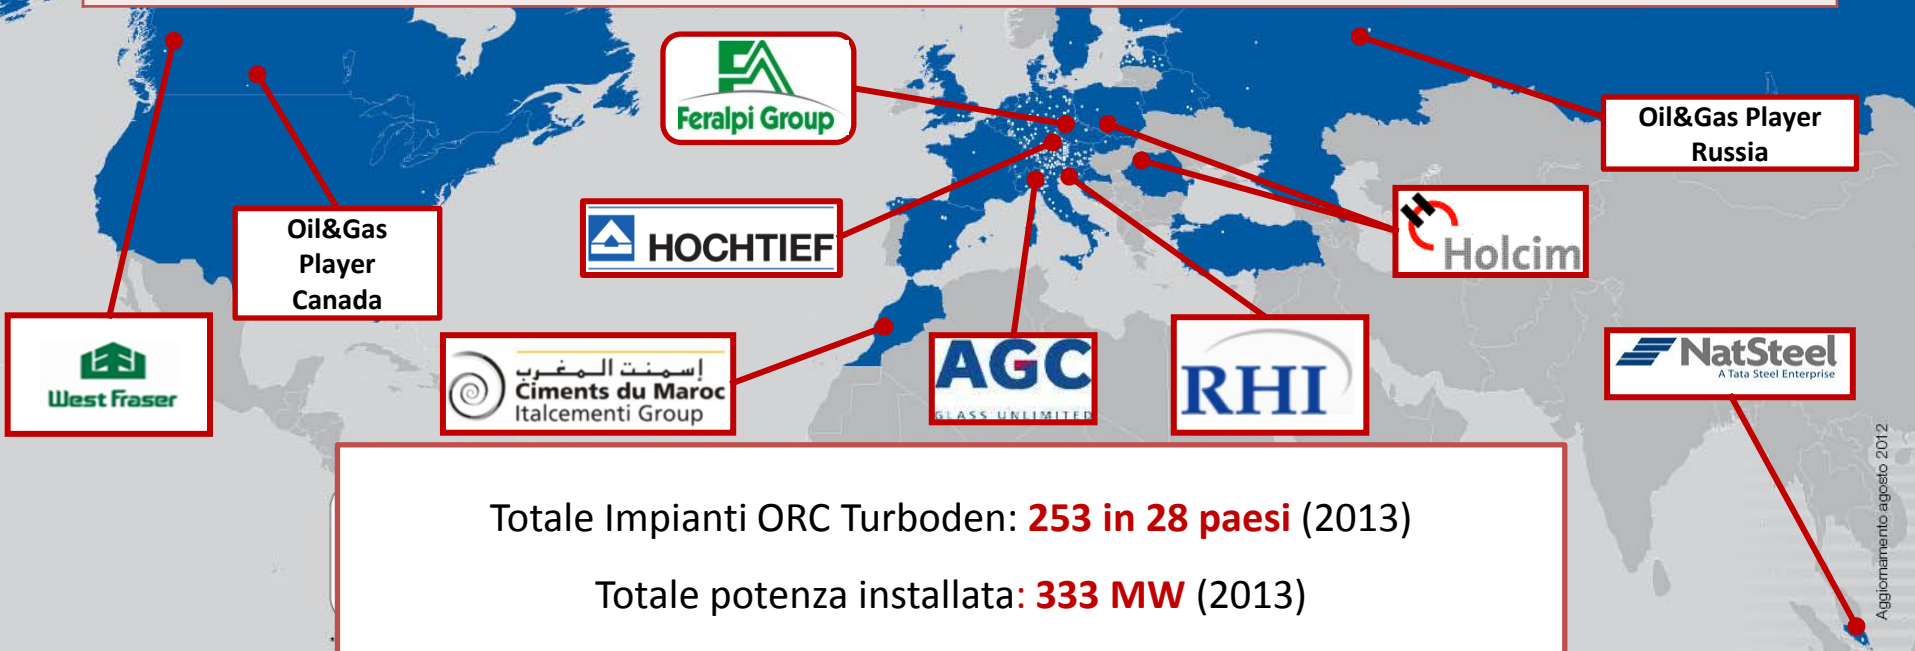 Feralpi Group
Oil&Gas Player
Russia
HOCHTIEF
H
Holcim
Oil&Gas
Player
Canada
West Fraser
إسمنت المغرب
Ciments du Maroc
Italcementi Group
AGC
GLASS UNLIMITED
RHI
NatSteel
A Tata Steel Enterprise
Totale Impianti ORC Turboden: 253 in 28 paesi (2013)
Totale potenza installata: 333 MW (2013)
*
Aggiornamento agosto 2012